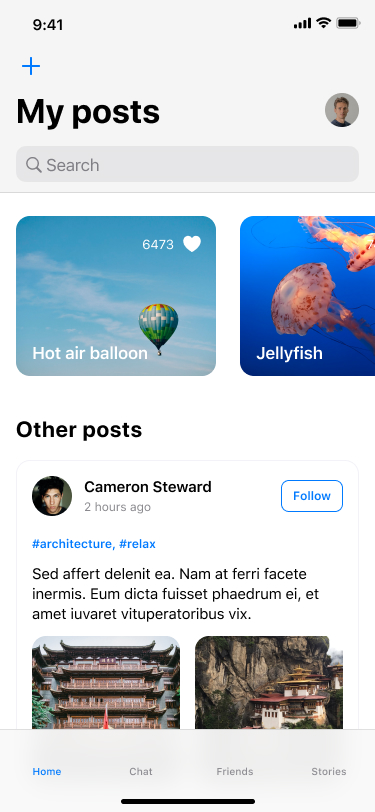 9:41
My posts
Search
6473
Hot air balloon
Jellyfish
Other posts
Cameron Steward
2 hours ago
Follow
#architecture, #relax
Sed affert delenit ea. Nam at ferri facete
inermis. Eum dicta fuisset phaedrum ei, et
amet iuvaret vituperatoribus vix.
Home
Chat
Friends
Stories